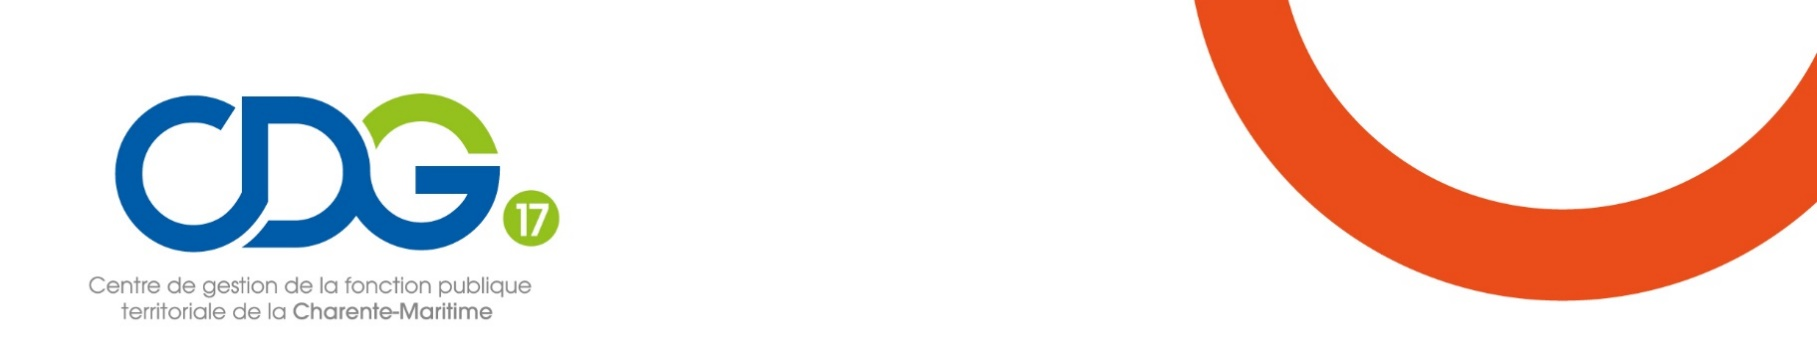 CDG
17
Centre de gestion de la fonction publique
territoriale de la Charente-Maritime